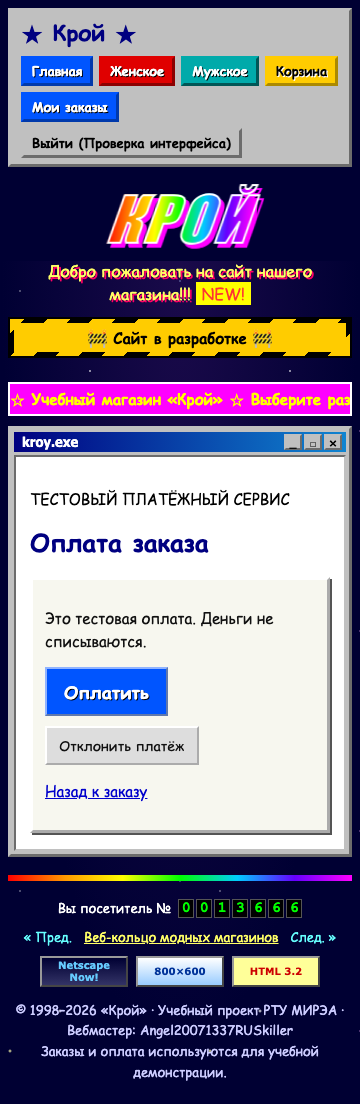 ★ Крой ★
Главная Женское Мужское Корзина
Мои заказы
Выйти (Проверка интерфейса)
КРОЙ
Добро пожаловать на сайт нашего
магазина!!! NEW!
🚧 Сайт в разработке 🚧
☆ Учебный магазин «Крой» ☆ Выберите раз
kroy.exe
ТЕСТОВЫЙ ПЛАТЁЖНЫЙ СЕРВИС
Оплата заказа
Это тестовая оплата. Деньги не
списываются.
Оплатить
Отклонить платёж
Назад к заказу
Вы посетитель № 0013666
« Пред. Веб-кольцо модных магазинов След. »
Netscape
Now!
800×600
HTML 3.2
© 1998–2026 «Крой» · Учебный проект РТУ МИРЭА ·
Вебмастер: Angel20071337RUSkiller
Заказы и оплата используются для учебной
демонстрации.